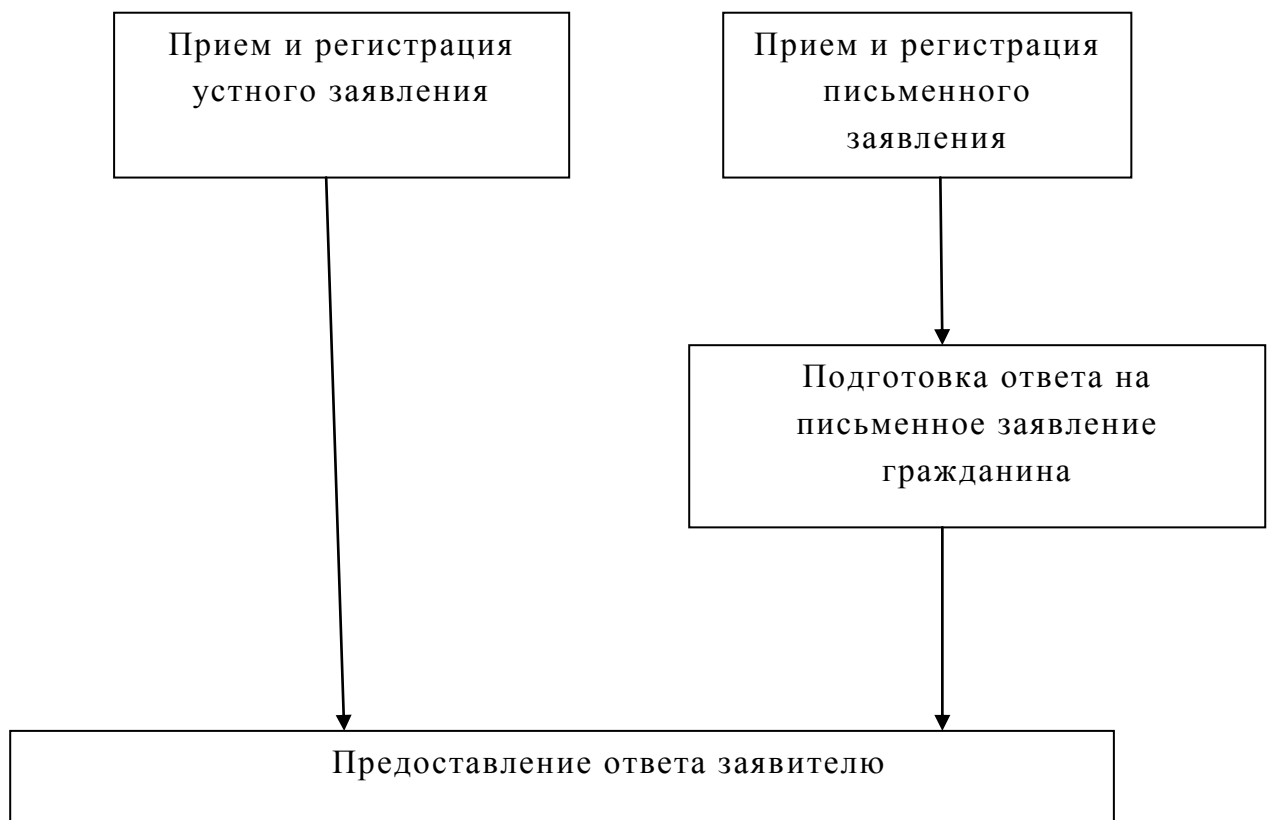 Прием и регистрация
устного заявления
Прием и регистрация
письменного
заявления
Подготовка ответа на
письменное заявление
гражданина
Предоставление ответа заявителю